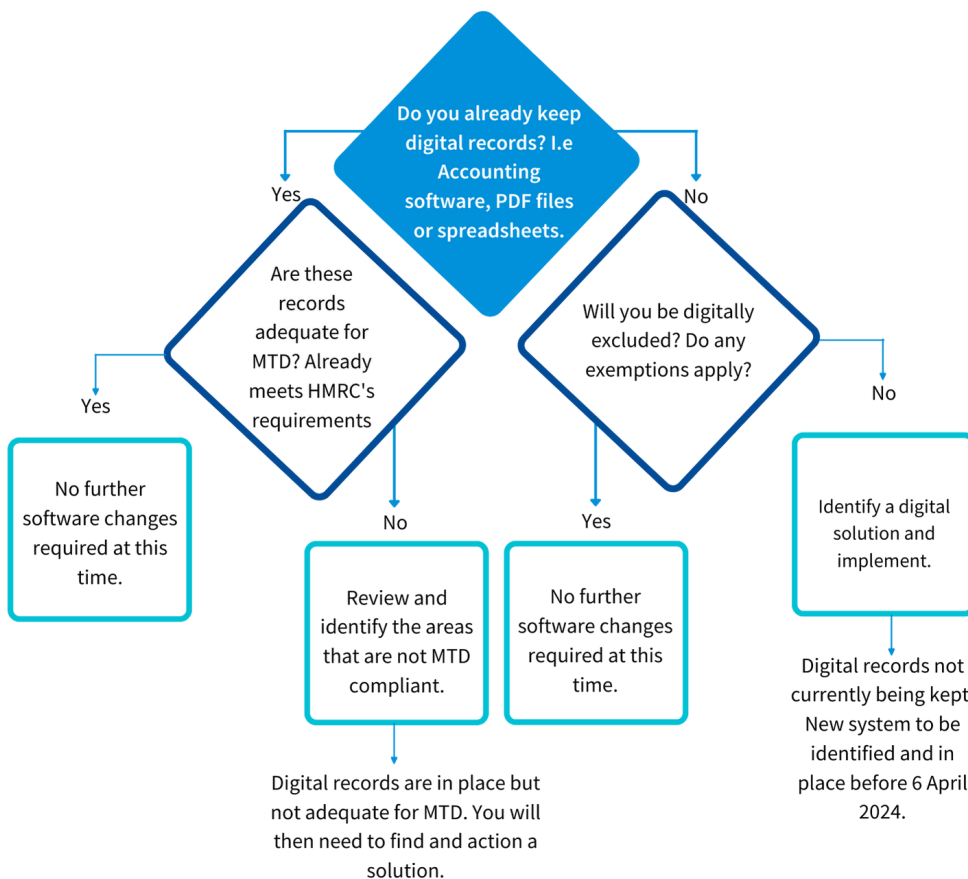 Do you already keep
digital records? I.e
Accounting
software, PDF files
or spreadsheets.
Yes
No
Are these
records
adequate for
MTD? Already
meets HMRC's
requirements
Will you be digitally
excluded? Do any
exemptions apply?
Yes
No
No
Yes
No further
software changes
required at this
time.
Review and
identify the areas
that are not MTD
compliant.
No further
software changes
required at this
time.
Identify a digital
solution and
implement.
Digital records are in place but
not adequate for MTD. You will
then need to find and action a
solution.
Digital records not
currently being kept
New system to be
identified and in
place before 6 April
2024.